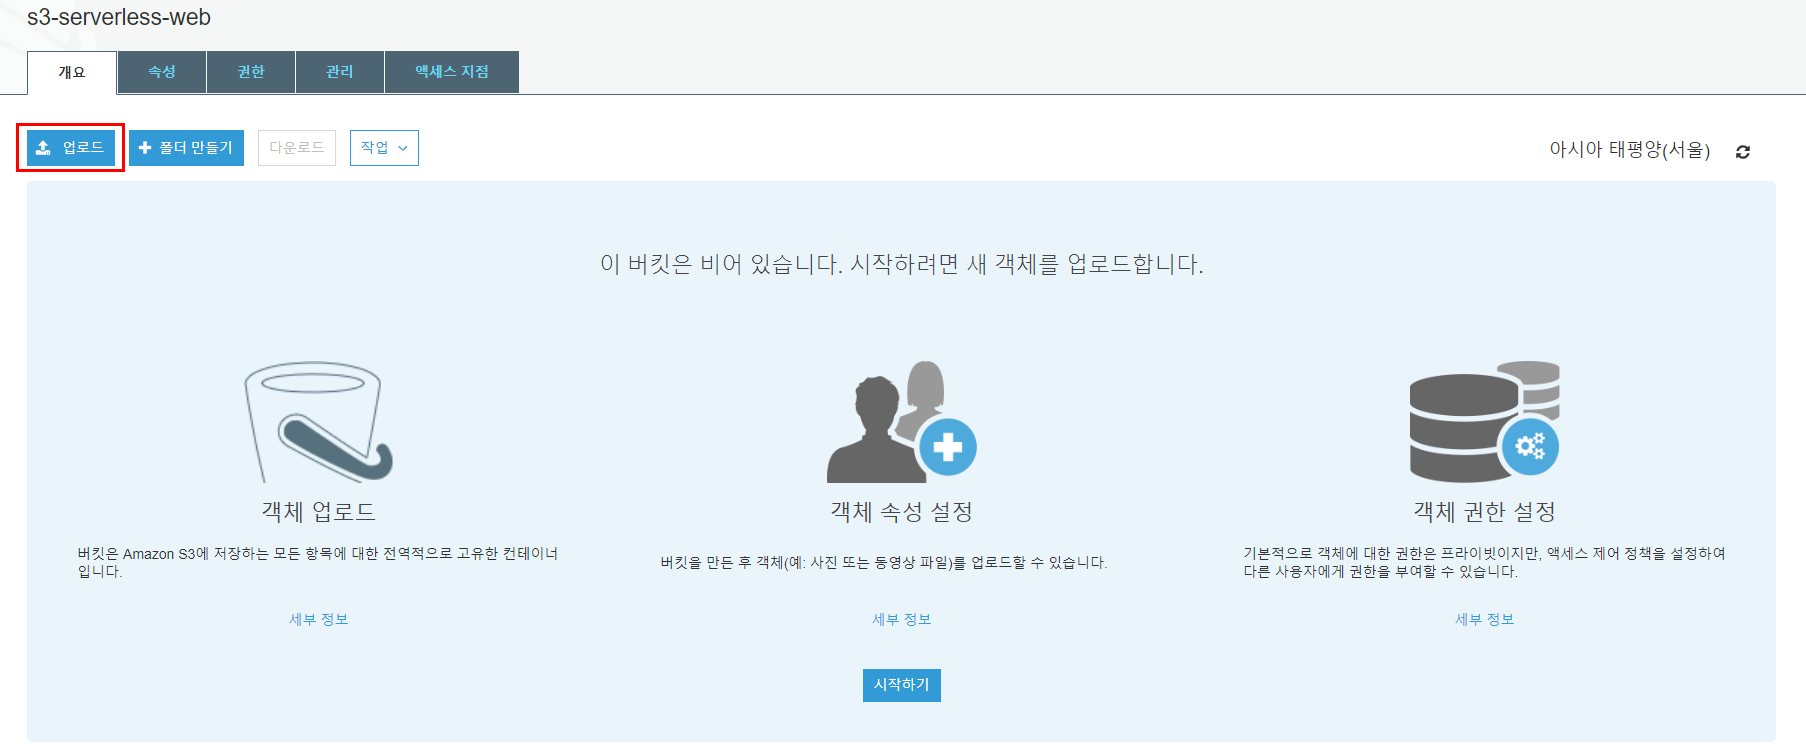 s3-serverless-web
개요
속성
권한
관리
액세스 지점
업로드
폴더 만들기
다운로드
작업
아시아 태평양(서울)
이 버킷은 비어 있습니다. 시작하려면 새 객체를 업로드합니다.
객체 업로드
버킷은 Amazon S3에 저장하는 모든 항목에 대한 전역적으로 고유한 컨테이너
입니다.
세부 정보
객체 속성 설정
버킷을 만든 후 객체(예: 사진 또는 동영상 파일)를 업로드할 수 있습니다.
세부 정보
객체 권한 설정
기본적으로 객체에 대한 권한은 프라이빗이지만, 액세스 제어 정책을 설정하여
다른 사용자에게 권한을 부여할 수 있습니다.
세부 정보
시작하기